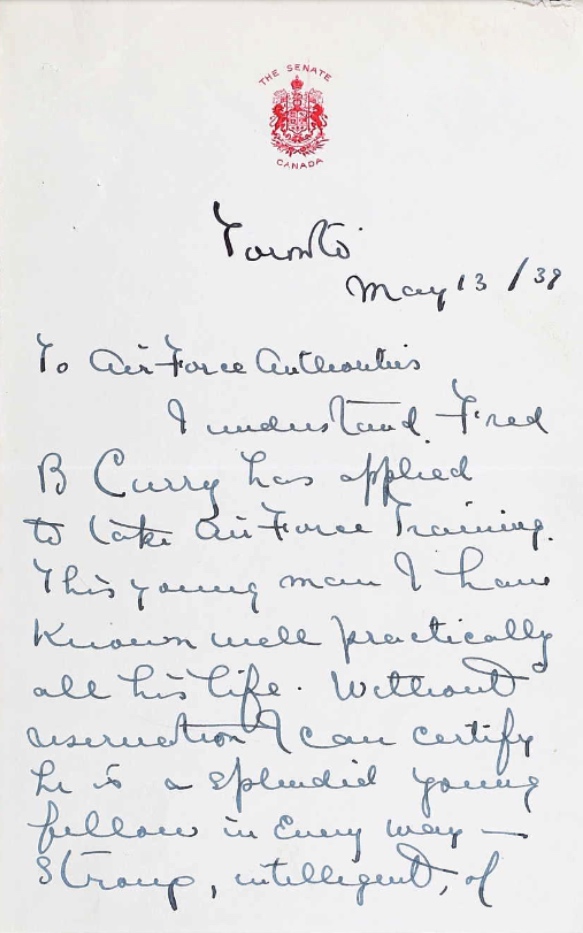 THE SENATE
CANADA
Toronto
May 13 / 39
To Air Force Authorities
I understand Fred
B Curry has applied
to take Air Force Training.
This young man I have
known well practically
all his life. Without
reservation I can certify
he is a splendid young
fellow in every way —
Strong, intelligent, of